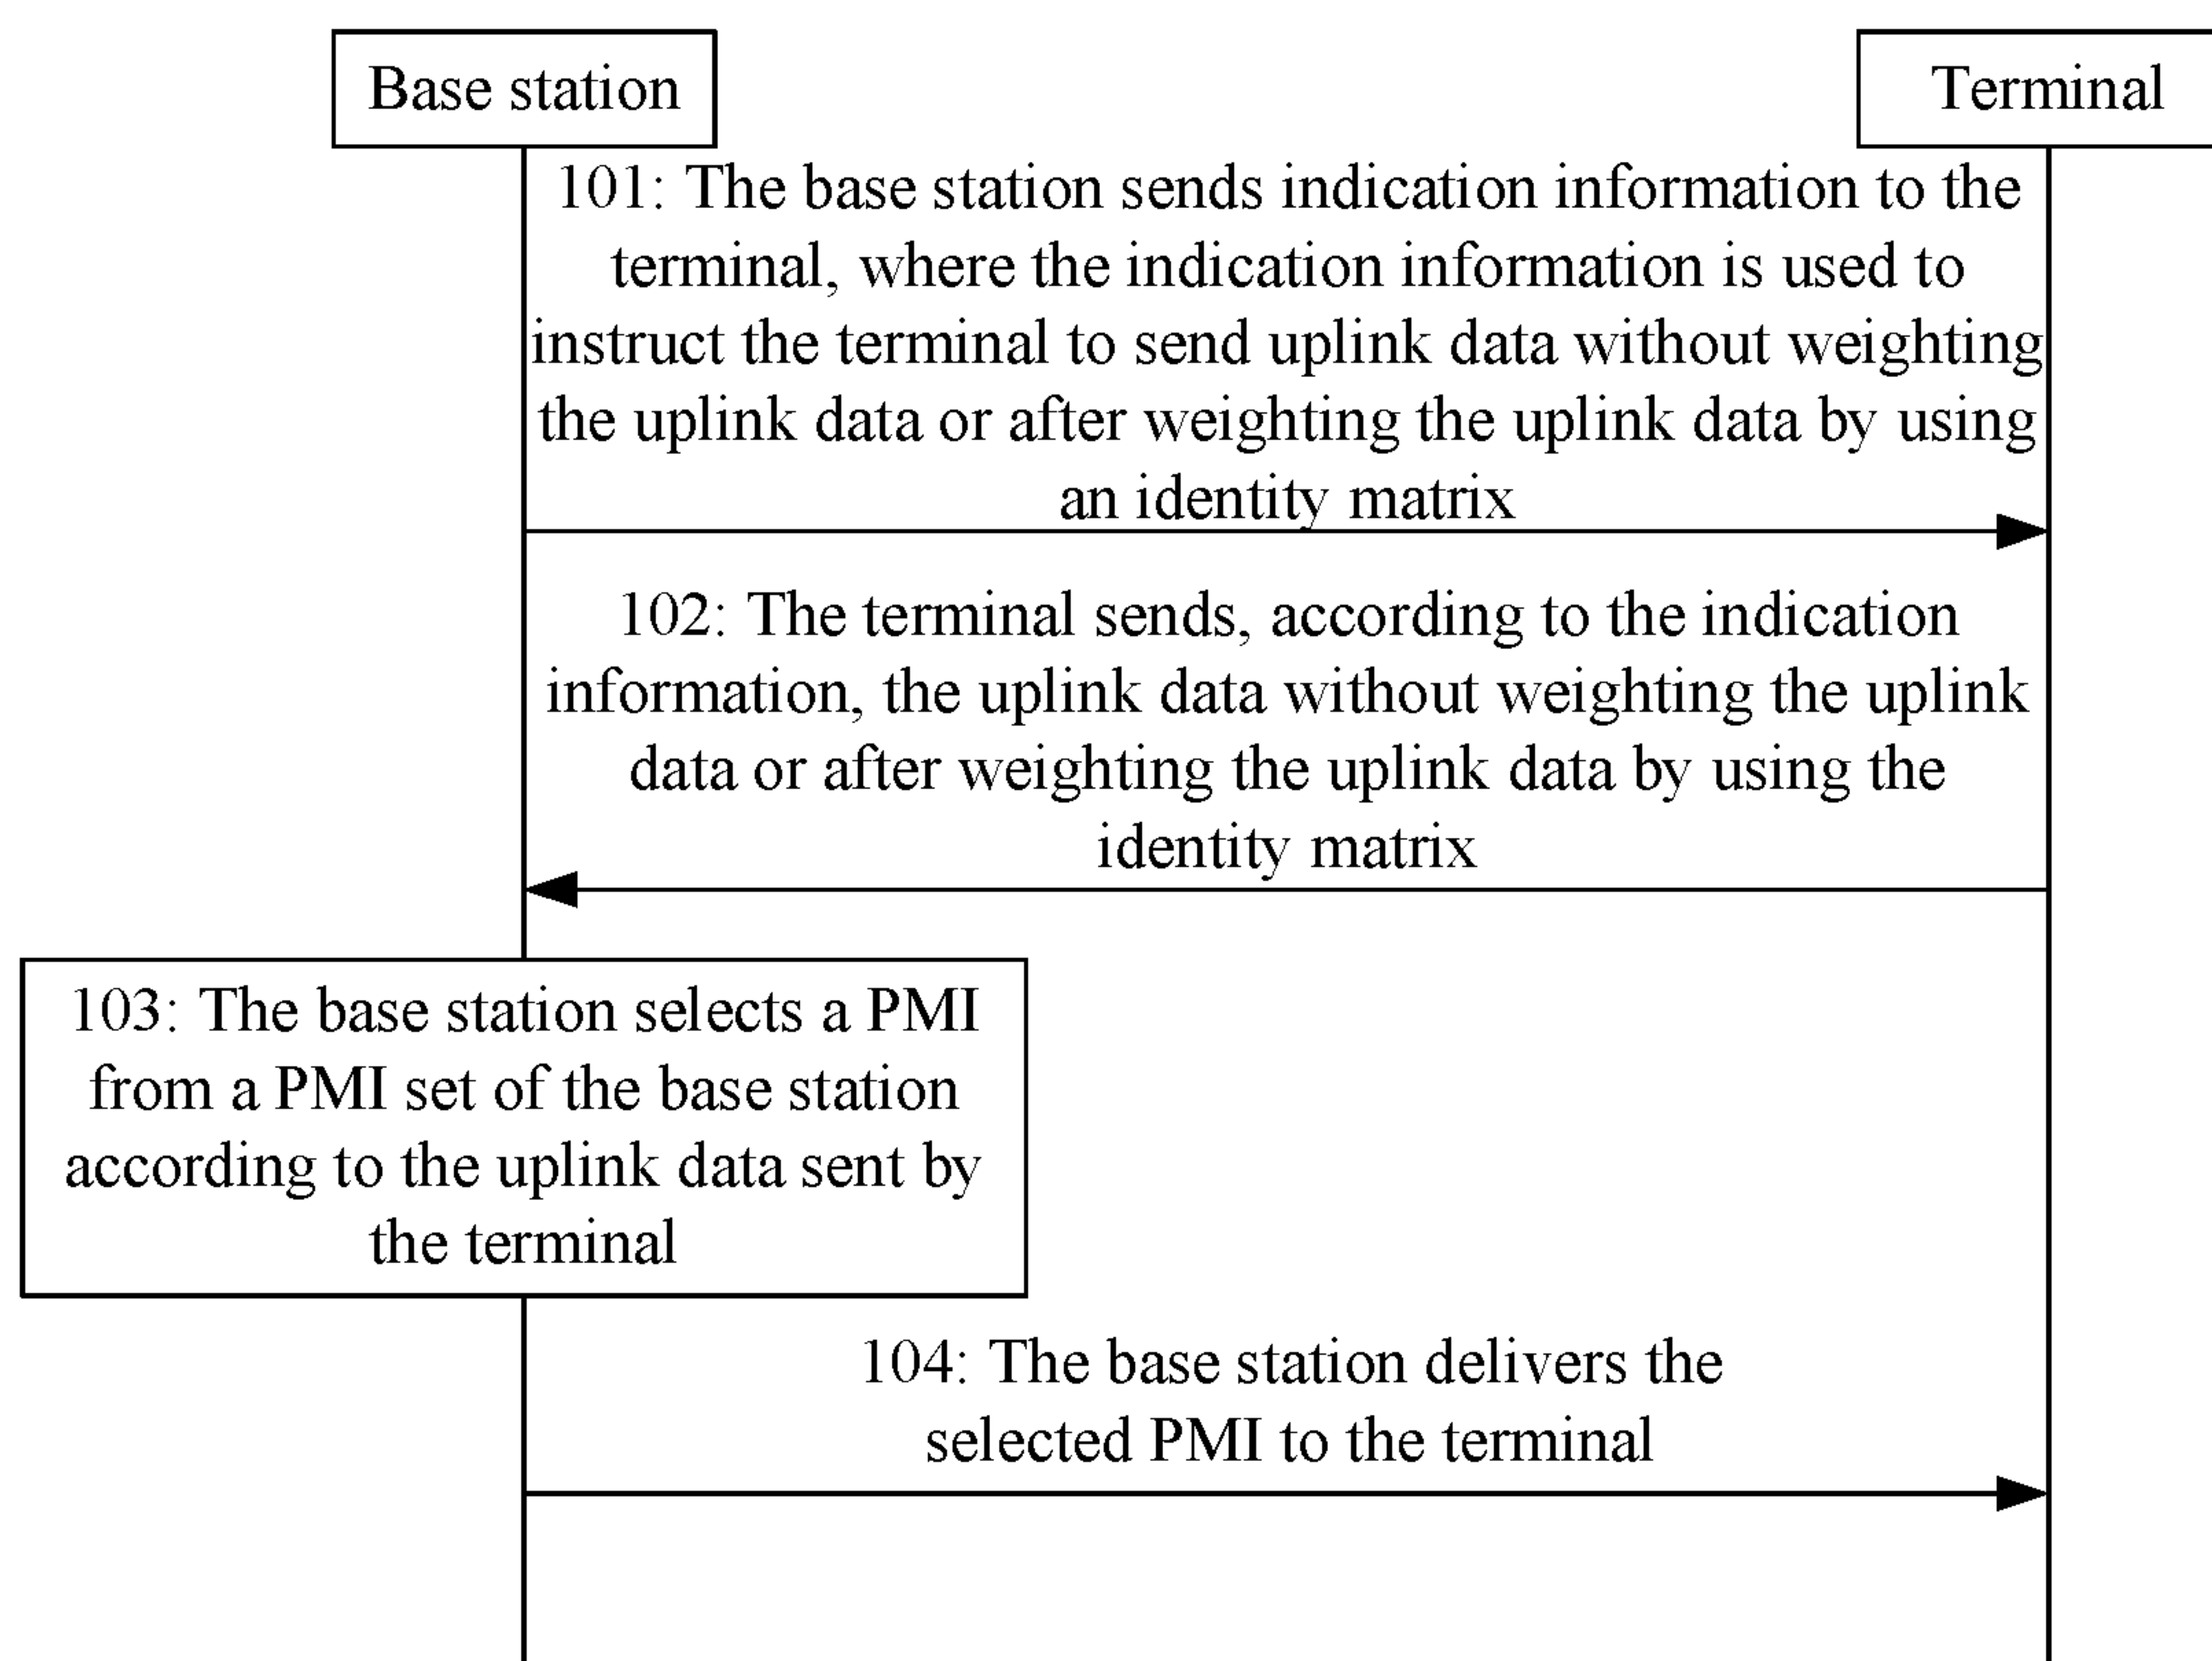 Base station
Terminal
101: The base station sends indication information to the
terminal, where the indication information is used to
instruct the terminal to send uplink data without weighting
the uplink data or after weighting the uplink data by using
an identity matrix
102: The terminal sends, according to the indication
information, the uplink data without weighting the uplink
data or after weighting the uplink data by using the
identity matrix
103: The base station selects a PMI
from a PMI set of the base station
according to the uplink data sent by
the terminal
104: The base station delivers the
selected PMI to the terminal